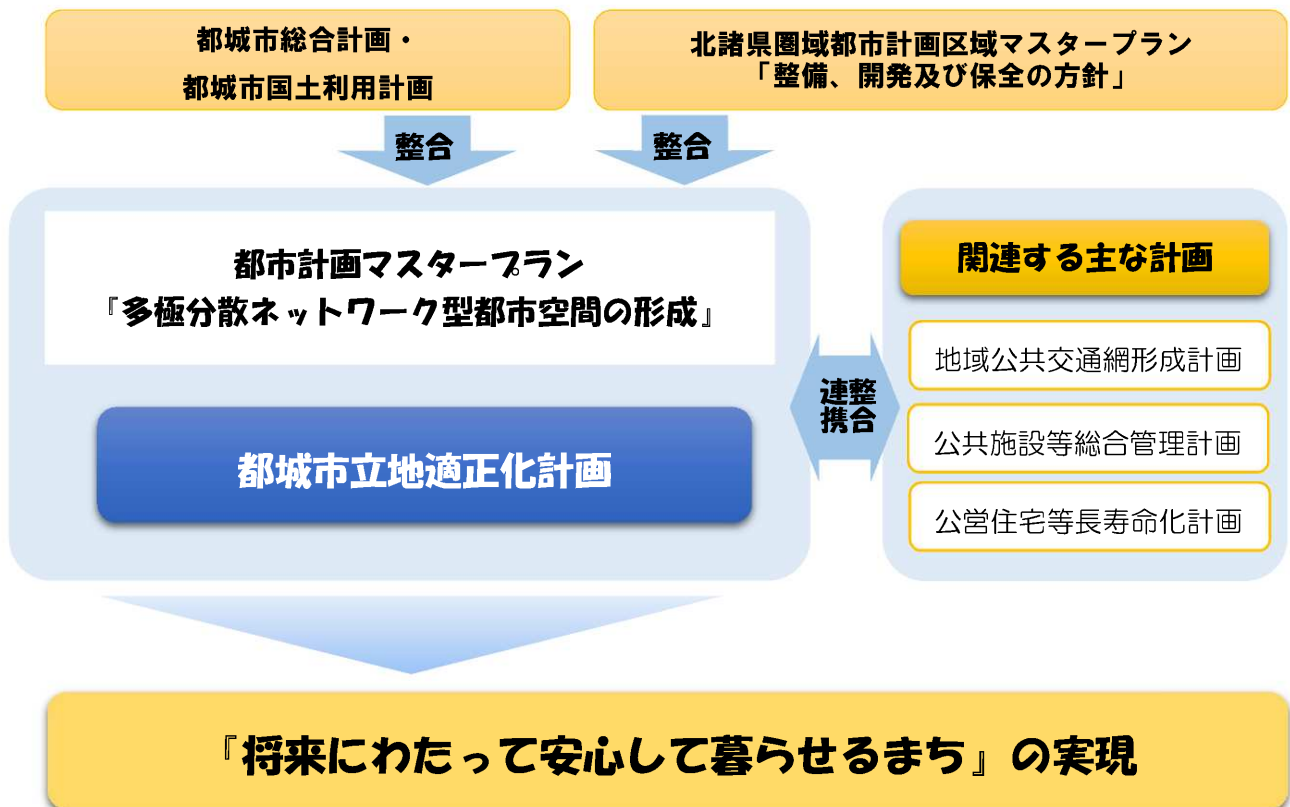 都城市総合計画・
都城市国土利用計画
北諸県圏域都市計画区域マスタープラン
「整備、開発及び保全の方針」
整合
整合
都市計画マスタープラン
『多極分散ネットワーク型都市空間の形成』
都城市立地適正化計画
連整
携合
関連する主な計画
地域公共交通網形成計画
公共施設等総合管理計画
公営住宅等長寿命化計画
『将来にわたって安心して暮らせるまち』の実現